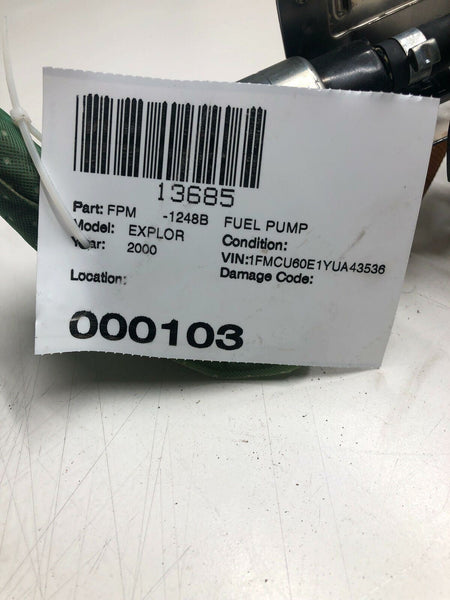 13685
Part: FPM -1248B FUEL PUMP
Model: EXPLOR Condition:
Year: 2000 VIN:1FMCU60E1YUA43536
Location: Damage Code:
000103